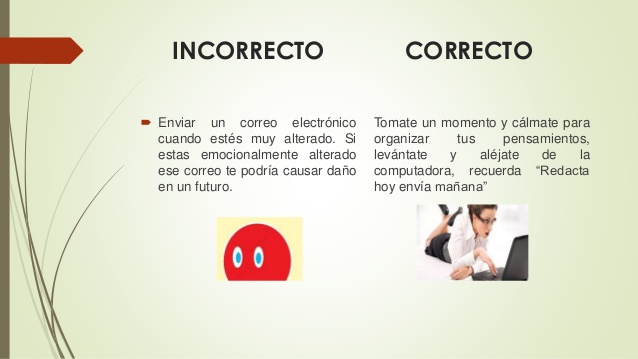 INCORRECTO
CORRECTO
Enviar un correo electrónico
cuando estés muy alterado. Si
estas emocionalmente alterado
ese correo te podría causar daño
en un futuro.
Tomate un momento y cálmate para
organizar tus pensamientos,
levántate y aléjate de la
computadora, recuerda “Redacta
hoy envía mañana”